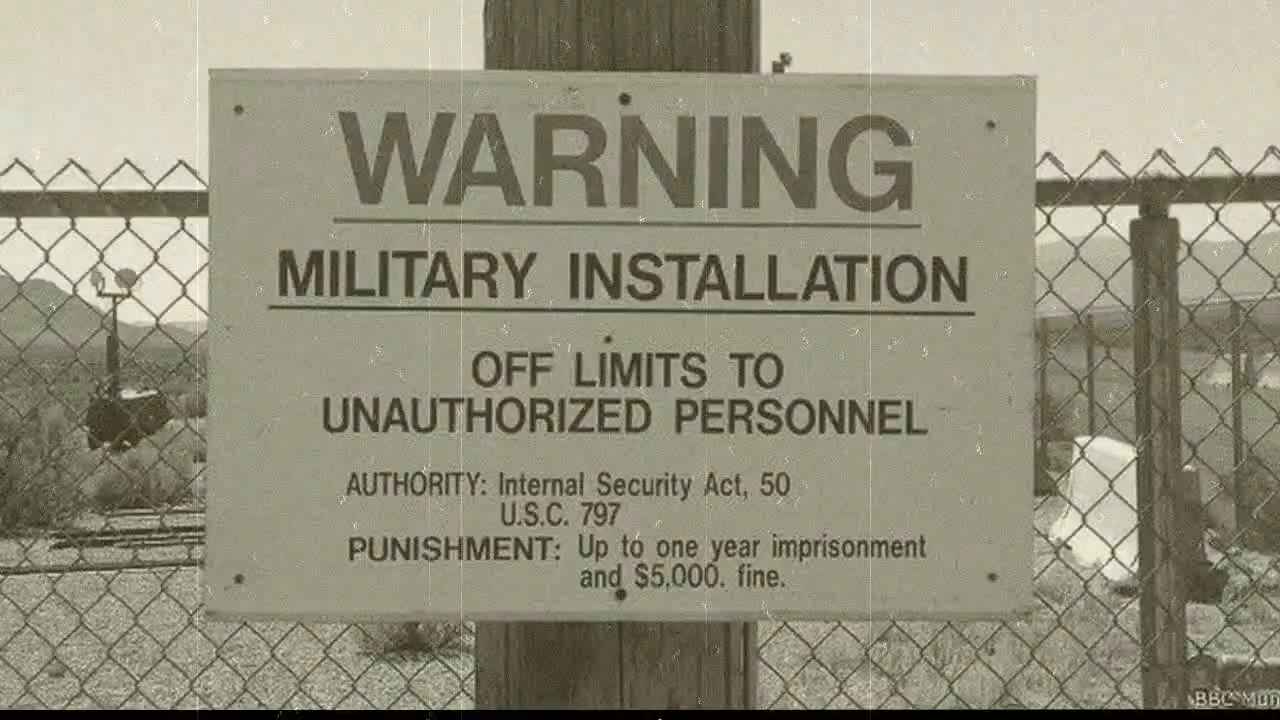 WARNING
MILITARY INSTALLATION
OFF LIMITS TO
UNAUTHORIZED PERSONNEL
AUTHORITY: Internal Security Act, 50
U.S.C. 797
PUNISHMENT: Up to one year imprisonment
and $5,000. fine.
BBC